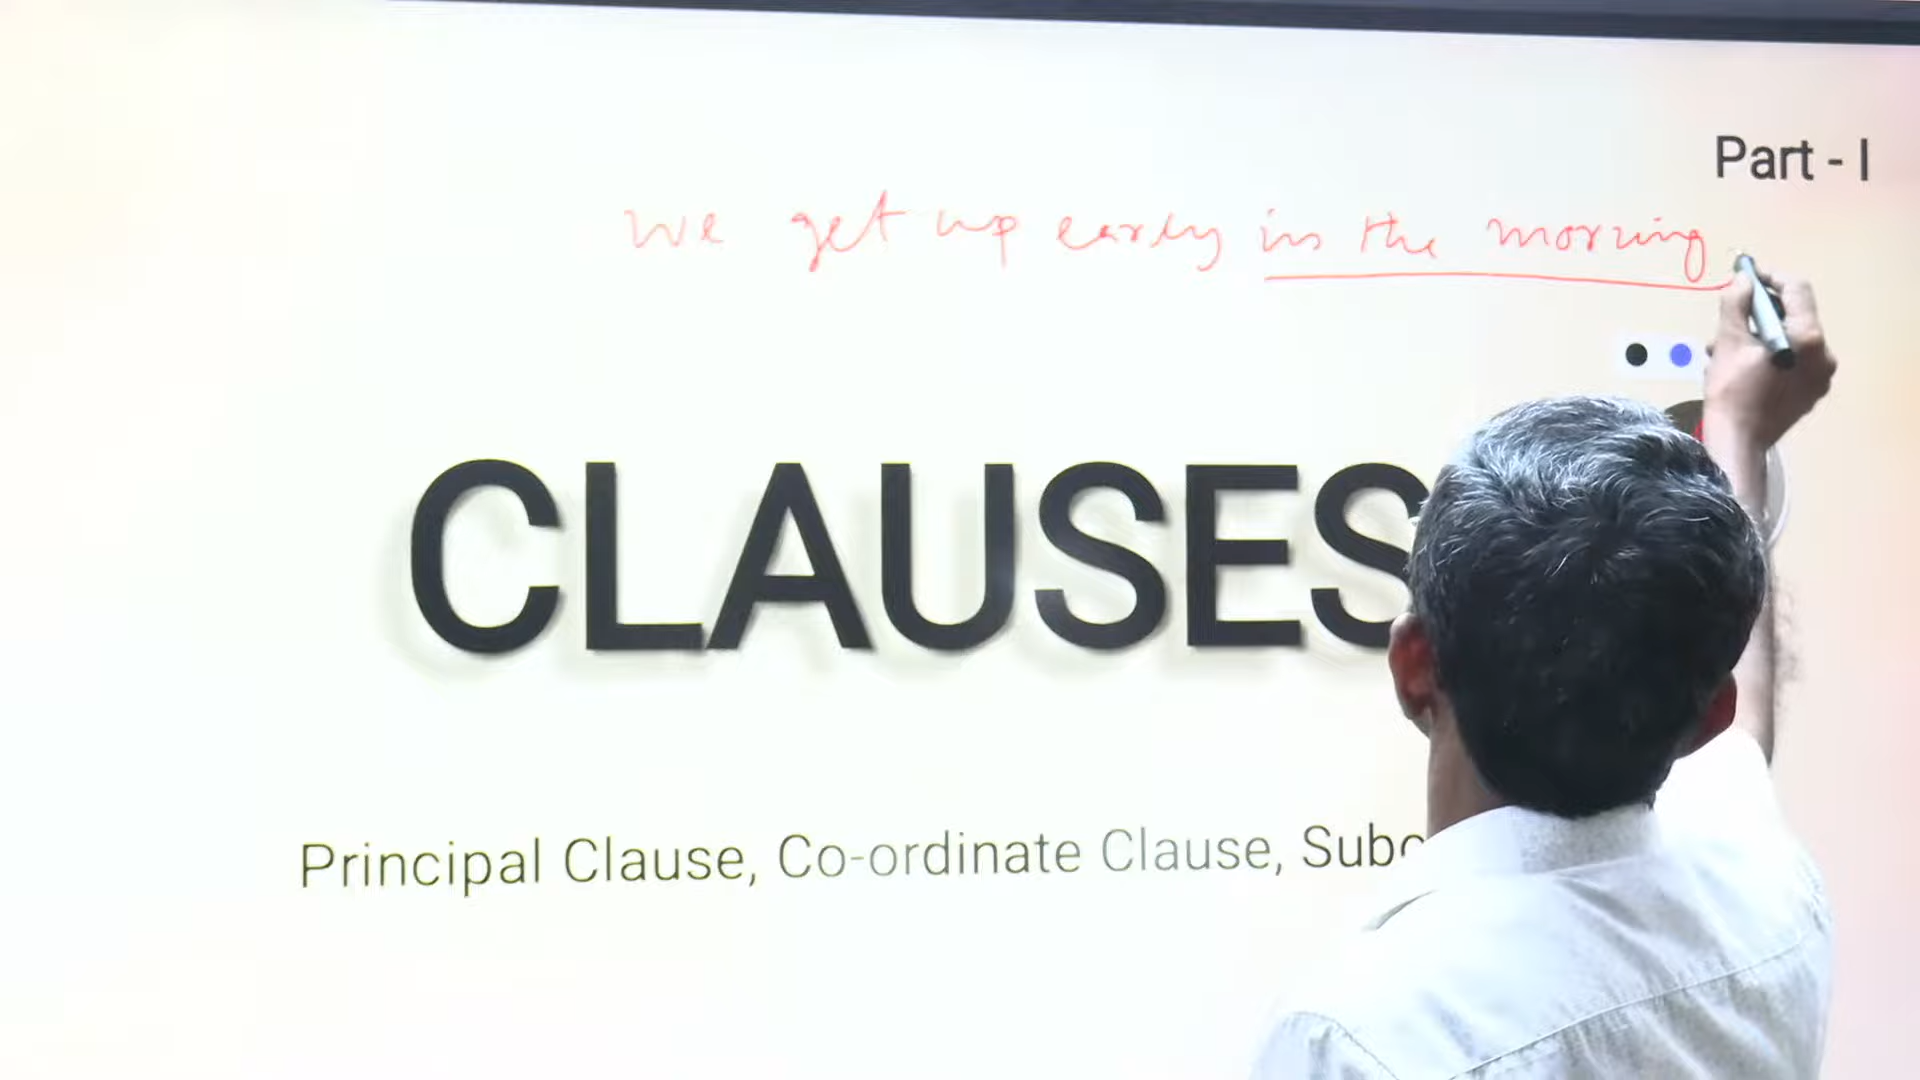 Part - I
We get up early in the morning
CLAUSES
Principal Clause, Co-ordinate Clause, Subo